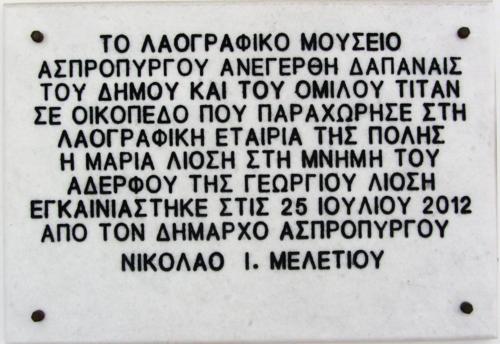 ΤΟ ΛΑΟΓΡΑΦΙΚΟ ΜΟΥΣΕΙΟ
ΑΣΠΡΟΠΥΡΓΟΥ ΑΝΕΓΕΡΘΗ ΔΑΠΑΝΑΙΣ
ΤΟΥ ΔΗΜΟΥ ΚΑΙ ΤΟΥ ΟΜΙΛΟΥ ΤΙΤΑΝ
ΣΕ ΟΙΚΟΠΕΔΟ ΠΟΥ ΠΑΡΑΧΩΡΗΣΕ ΣΤΗ
ΛΑΟΓΡΑΦΙΚΗ ΕΤΑΙΡΙΑ ΤΗΣ ΠΟΛΗΣ
Η ΜΑΡΙΑ ΛΙΟΣΗ ΣΤΗ ΜΝΗΜΗ ΤΟΥ
ΑΔΕΡΦΟΥ ΤΗΣ ΓΕΩΡΓΙΟΥ ΛΙΟΣΗ
ΕΓΚΑΙΝΙΑΣΤΗΚΕ ΣΤΙΣ 25 ΙΟΥΛΙΟΥ 2012
ΑΠΟ ΤΟΝ ΔΗΜΑΡΧΟ ΑΣΠΡΟΠΥΡΓΟΥ
ΝΙΚΟΛΑΟ Ι. ΜΕΛΕΤΙΟΥ